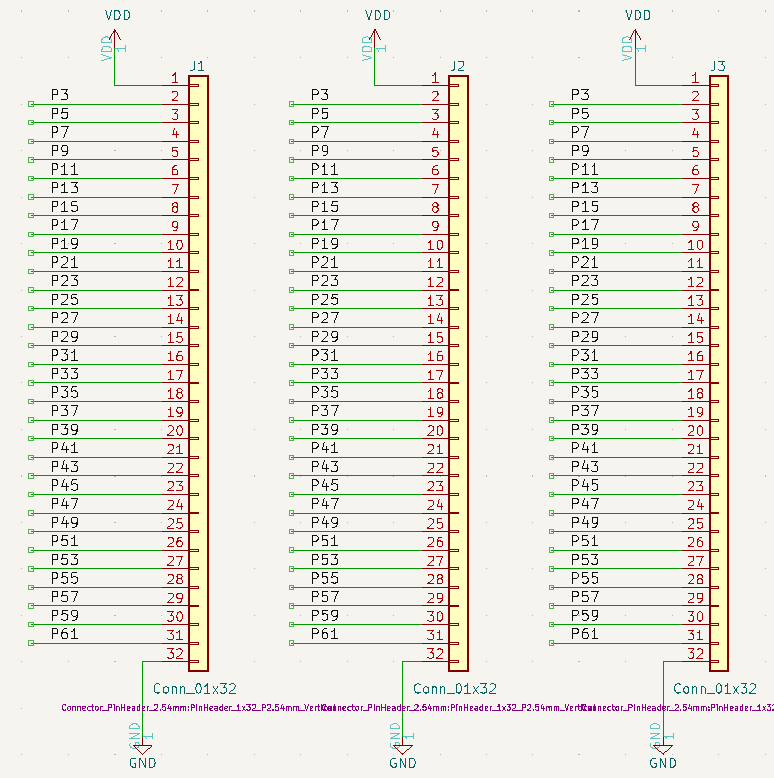 VDD VDD VDD
VDD 1 VDD 1 VDD 1
J1 J2 J3
1 1 1
P3 2 P3 2 P3 2
P5 3 P5 3 P5 3
P7 4 P7 4 P7 4
P9 5 P9 5 P9 5
P11 6 P11 6 P11 6
P13 7 P13 7 P13 7
P15 8 P15 8 P15 8
P17 9 P17 9 P17 9
P19 10 P19 10 P19 10
P21 11 P21 11 P21 11
P23 12 P23 12 P23 12
P25 13 P25 13 P25 13
P27 14 P27 14 P27 14
P29 15 P29 15 P29 15
P31 16 P31 16 P31 16
P33 17 P33 17 P33 17
P35 18 P35 18 P35 18
P37 19 P37 19 P37 19
P39 20 P39 20 P39 20
P41 21 P41 21 P41 21
P43 22 P43 22 P43 22
P45 23 P45 23 P45 23
P47 24 P47 24 P47 24
P49 25 P49 25 P49 25
P51 26 P51 26 P51 26
P53 27 P53 27 P53 27
P55 28 P55 28 P55 28
P57 29 P57 29 P57 29
P59 30 P59 30 P59 30
P61 31 P61 31 P61 31
32 32 32
Conn_01x32 Conn_01x32 Conn_01x32
Connector_PinHeader_2.54mm:PinHeader_1x32_P2.54mm_Vertical Connector_PinHeader_2.54mm:PinHeader_1x32_P2.54mm_Vertical Connector_PinHeader_2.54mm:PinHeader_1x32
GND 1 GND 1 GND 1
GND GND GND